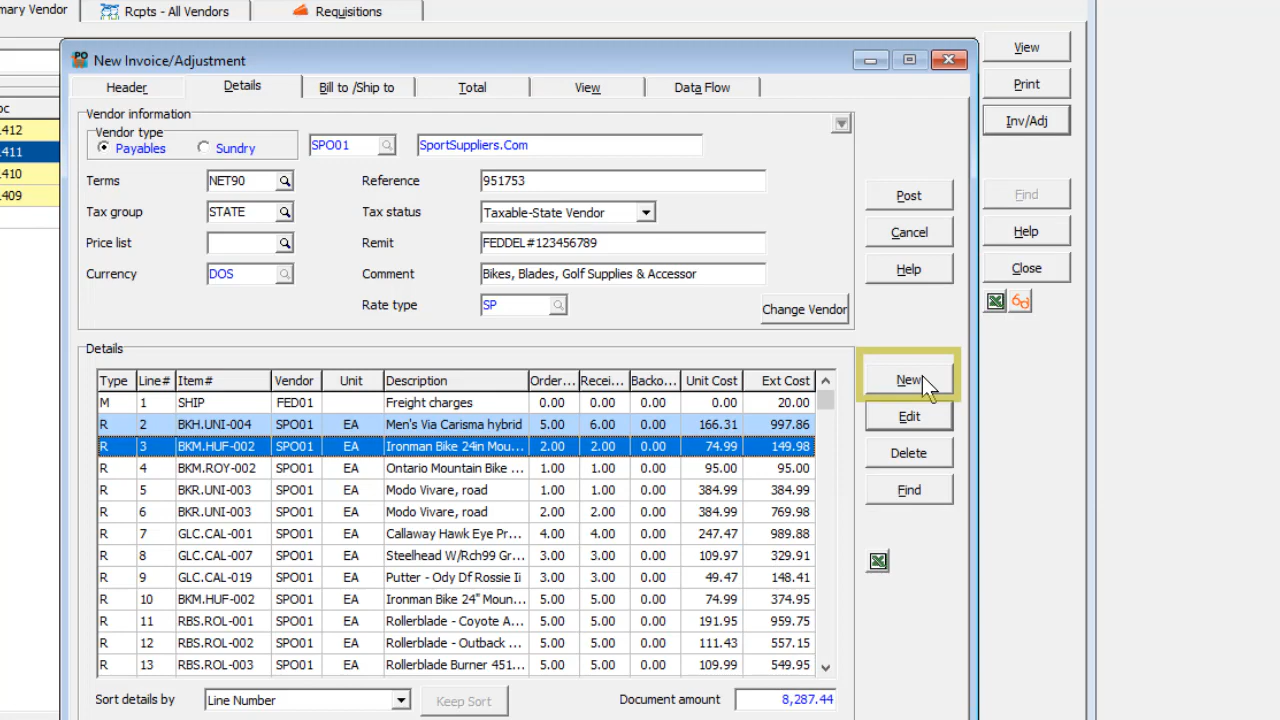 mary Vendor Rcpts - All Vendors Requisitions
New Invoice/Adjustment
View
Print
Inv/Adj
Find
Help
Close
oc
.412
.411
.410
.409
Header Details Bill to /Ship to Total View Data Flow
Vendor information
Vendor type
Payables Sundry SPO01 SportSuppliers.Com
Terms NET90 Reference 951753
Tax group STATE Tax status Taxable-State Vendor
Price list Remit FEDDEL#123456789
Currency DOS Comment Bikes, Blades, Golf Supplies & Accessor
Rate type SP Change Vendor
Post
Cancel
Help
Details
Type Line# Item# Vendor Unit Description Order... Recei... Backo... Unit Cost Ext Cost
M 1 SHIP FED01 Freight charges 0.00 0.00 0.00 0.00 20.00
R 2 BKH.UNI-004 SPO01 EA Men's Via Carisma hybrid 5.00 6.00 0.00 166.31 997.86
R 3 BKM.HUF-002 SPO01 EA Ironman Bike 24in Mou... 2.00 2.00 0.00 74.99 149.98
R 4 BKM.ROY-002 SPO01 EA Ontario Mountain Bike ... 1.00 1.00 0.00 95.00 95.00
R 5 BKR.UNI-003 SPO01 EA Modo Vivare, road 1.00 1.00 0.00 384.99 384.99
R 6 BKR.UNI-003 SPO01 EA Modo Vivare, road 2.00 2.00 0.00 384.99 769.98
R 7 GLC.CAL-001 SPO01 EA Callaway Hawk Eye Pr... 4.00 4.00 0.00 247.47 989.88
R 8 GLC.CAL-007 SPO01 EA Steelhead W/Rch99 Gr... 3.00 3.00 0.00 109.97 329.91
R 9 GLC.CAL-019 SPO01 EA Putter - Ody Df Rossie Ii 3.00 3.00 0.00 49.47 148.41
R 10 BKM.HUF-002 SPO01 EA Ironman Bike 24" Moun... 5.00 5.00 0.00 74.99 374.95
R 11 RBS.ROL-001 SPO01 EA Rollerblade - Coyote A... 5.00 5.00 0.00 191.95 959.75
R 12 RBS.ROL-002 SPO01 EA Rollerblade - Outback ... 5.00 5.00 0.00 111.43 557.15
R 13 RBS.ROL-003 SPO01 EA Rollerblade Burner 451... 5.00 5.00 0.00 109.99 549.95
New
Edit
Delete
Find
Sort details by Line Number Keep Sort Document amount 8,287.44